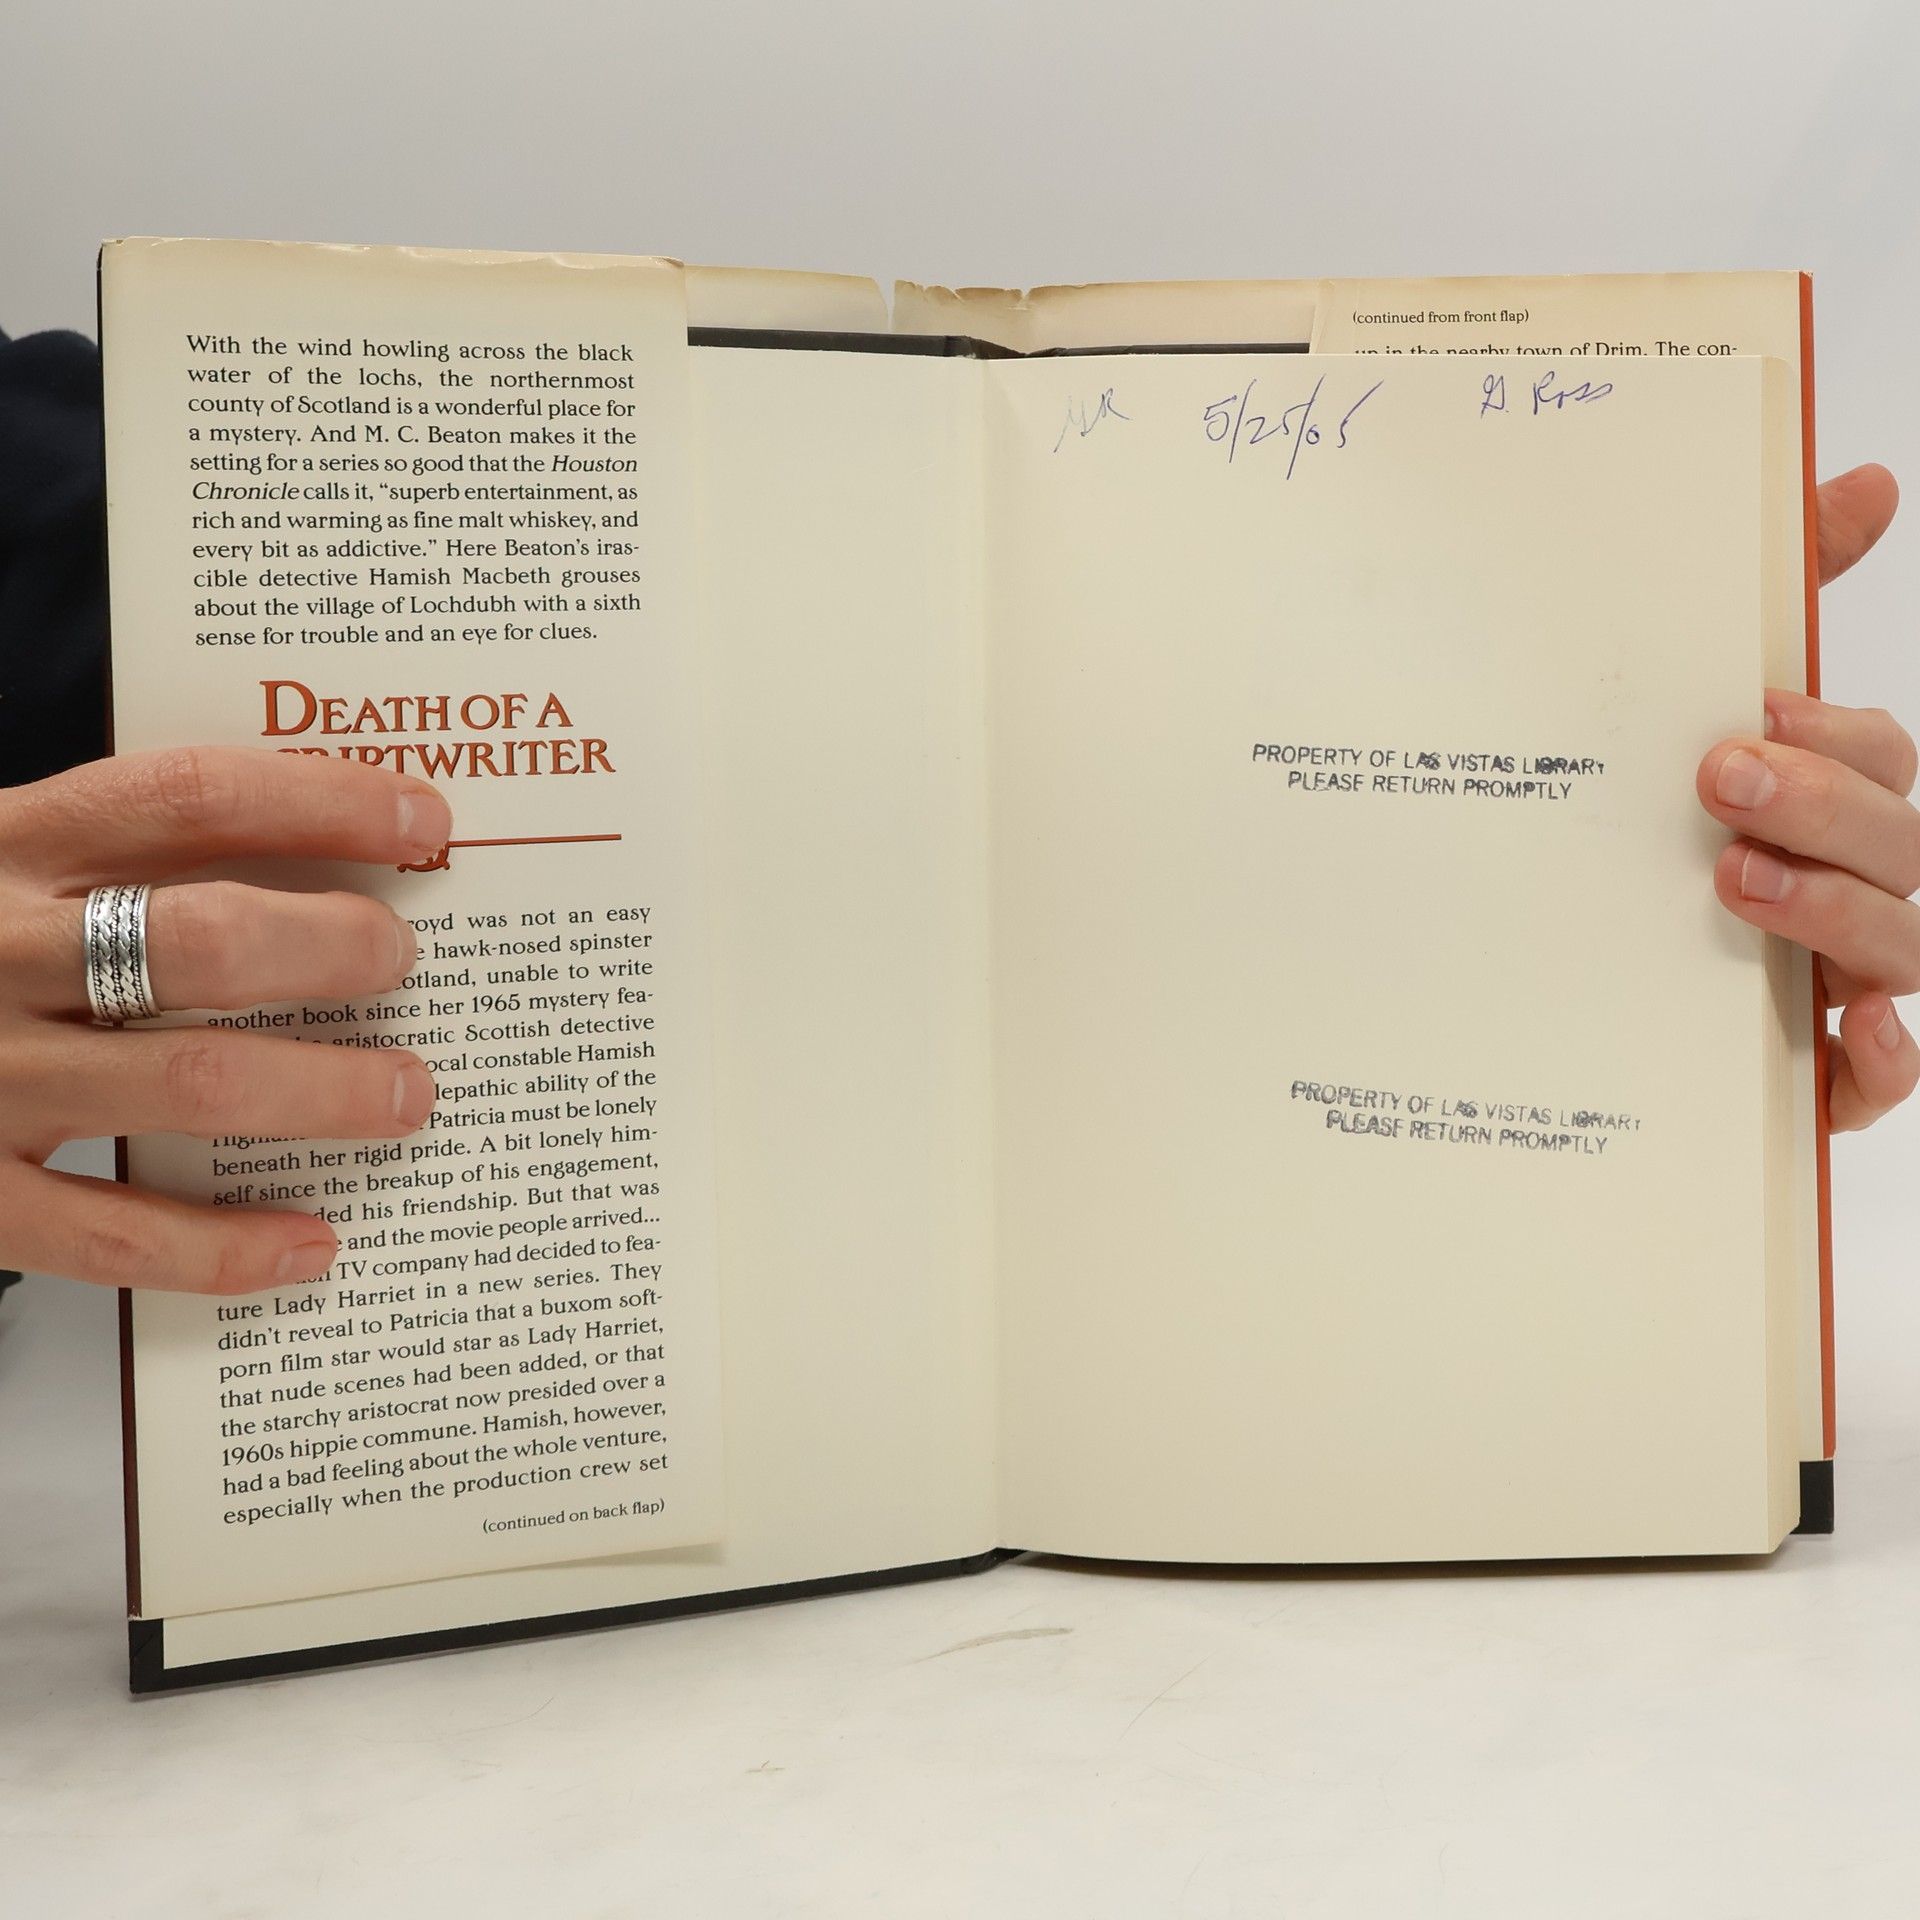 With the wind howling across the black
water of the lochs, the northernmost
county of Scotland is a wonderful place for
a mystery. And M. C. Beaton makes it the
setting for a series so good that the Houston
Chronicle calls it, “superb entertainment, as
rich and warming as fine malt whiskey, and
every bit as addictive.” Here Beaton’s iras-
cible detective Hamish Macbeth grouses
about the village of Lochdubh with a sixth
sense for trouble and an eye for clues.
DEATH OF A
SCRIPTWRITER
was not an easy
hawk-nosed spinster
unable to write
another book since her 1965 mystery fea-
aristocratic Scottish detective
constable Hamish
ability of the
Patricia must be lonely
beneath her rigid pride. A bit lonely him-
self since the breakup of his engagement,
his friendship. But that was
and the movie people arrived...
TV company had decided to fea-
ture Lady Harriet in a new series. They
didn’t reveal to Patricia that a buxom soft-
porn film star would star as Lady Harriet,
that nude scenes had been added, or that
the starchy aristocrat now presided over a
1960s hippie commune. Hamish, however,
had a bad feeling about the whole venture,
especially when the production crew set
(continued on back flap)
(continued from front flap)
up in the nearby town of Drim. The con-
5/25/05 G. Ross
PROPERTY OF LAS VISTAS LIBRARY
PLEASE RETURN PROMPTLY
PROPERTY OF LAS VISTAS LIBRARY
PLEASE RETURN PROMPTLY